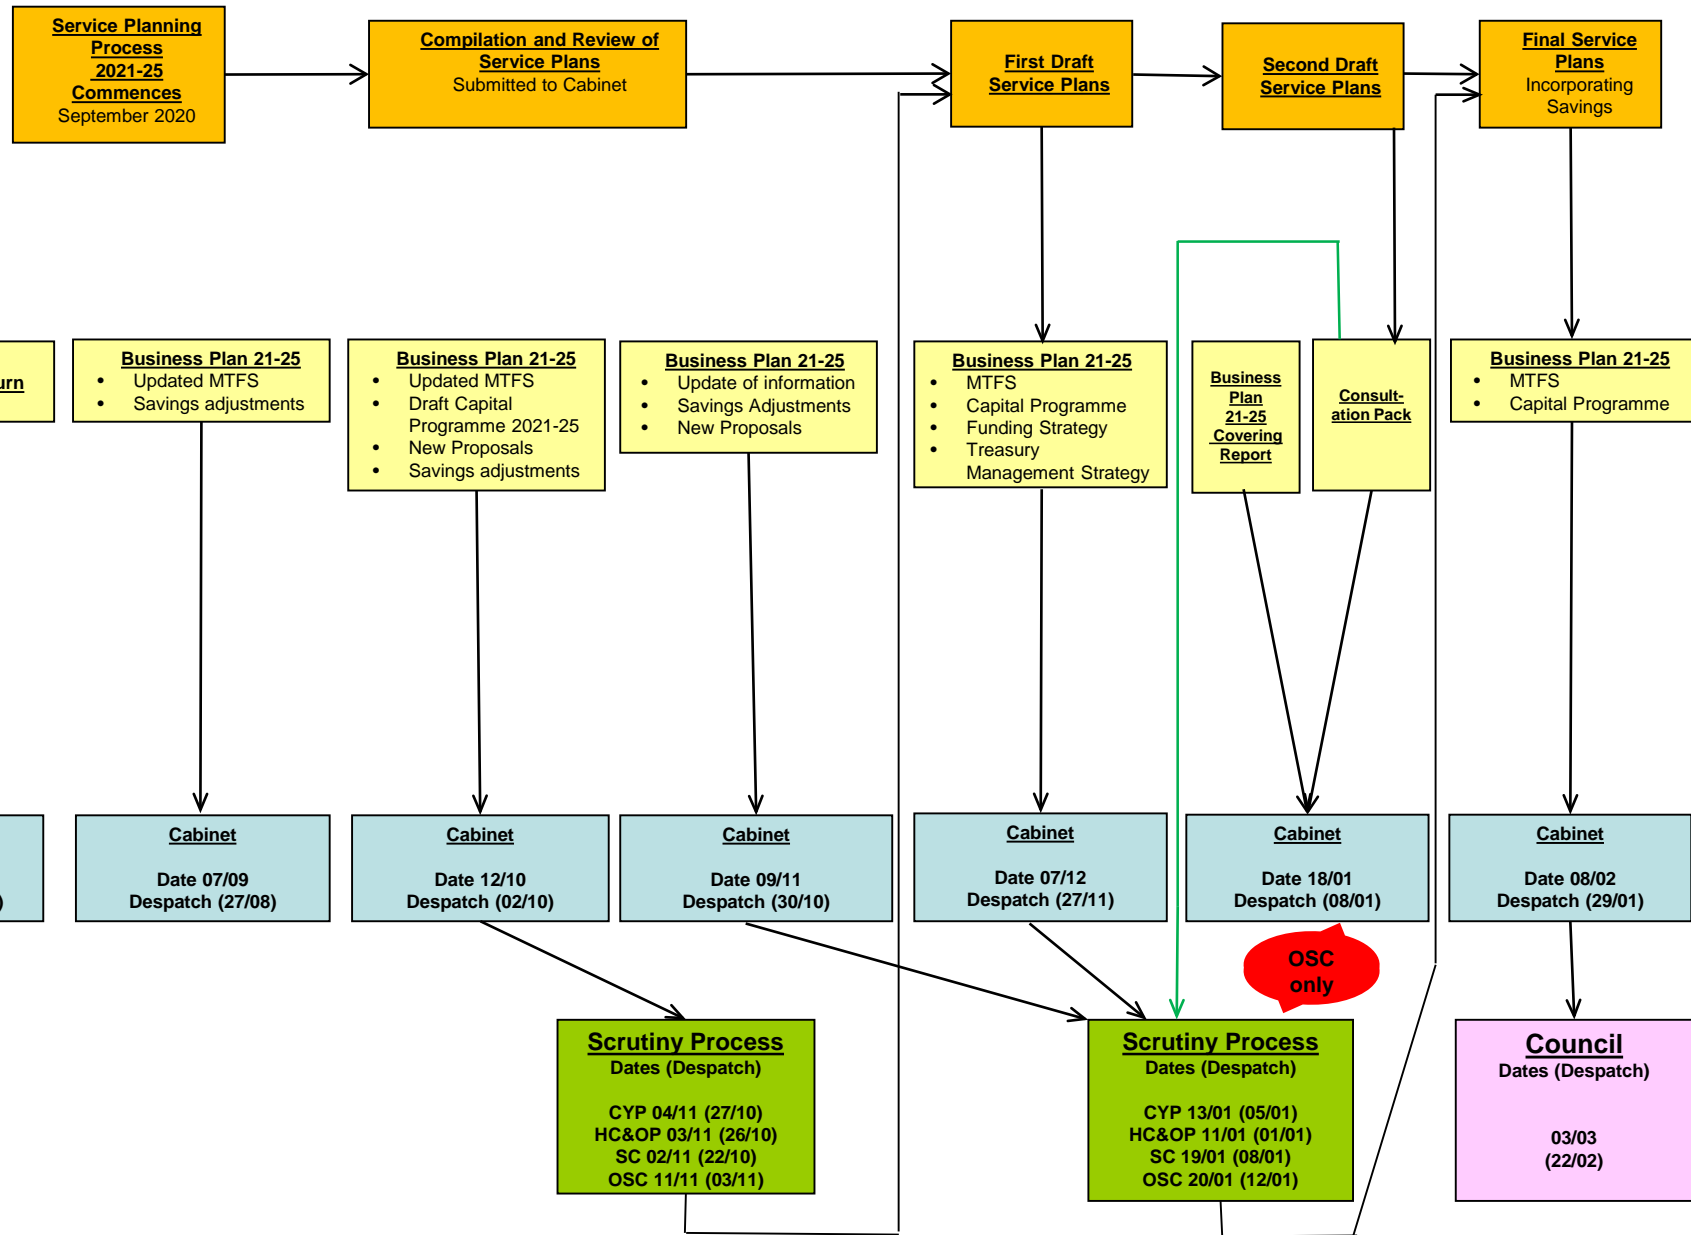 Service Planning
Process
2021-25
Commences
September 2020
Compilation and Review of
Service Plans
Submitted to Cabinet
First Draft
Service Plans
Second Draft
Service Plans
Final Service
Plans
Incorporating
Savings
urn
Business Plan 21-25
• Updated MTFS
• Savings adjustments
Business Plan 21-25
• Updated MTFS
• Draft Capital
Programme 2021-25
• New Proposals
• Savings adjustments
Business Plan 21-25
• Update of information
• Savings Adjustments
• New Proposals
Business Plan 21-25
• MTFS
• Capital Programme
• Funding Strategy
• Treasury
Management Strategy
Business
Plan
21-25
Covering
Report
Consult-
ation Pack
Business Plan 21-25
• MTFS
• Capital Programme
)
Cabinet
Date 07/09
Despatch (27/08)
Cabinet
Date 12/10
Despatch (02/10)
Cabinet
Date 09/11
Despatch (30/10)
Cabinet
Date 07/12
Despatch (27/11)
Cabinet
Date 18/01
Despatch (08/01)
Cabinet
Date 08/02
Despatch (29/01)
OSC
only
Scrutiny Process
Dates (Despatch)
CYP 04/11 (27/10)
HC&OP 03/11 (26/10)
SC 02/11 (22/10)
OSC 11/11 (03/11)
Scrutiny Process
Dates (Despatch)
CYP 13/01 (05/01)
HC&OP 11/01 (01/01)
SC 19/01 (08/01)
OSC 20/01 (12/01)
Council
Dates (Despatch)
03/03
(22/02)